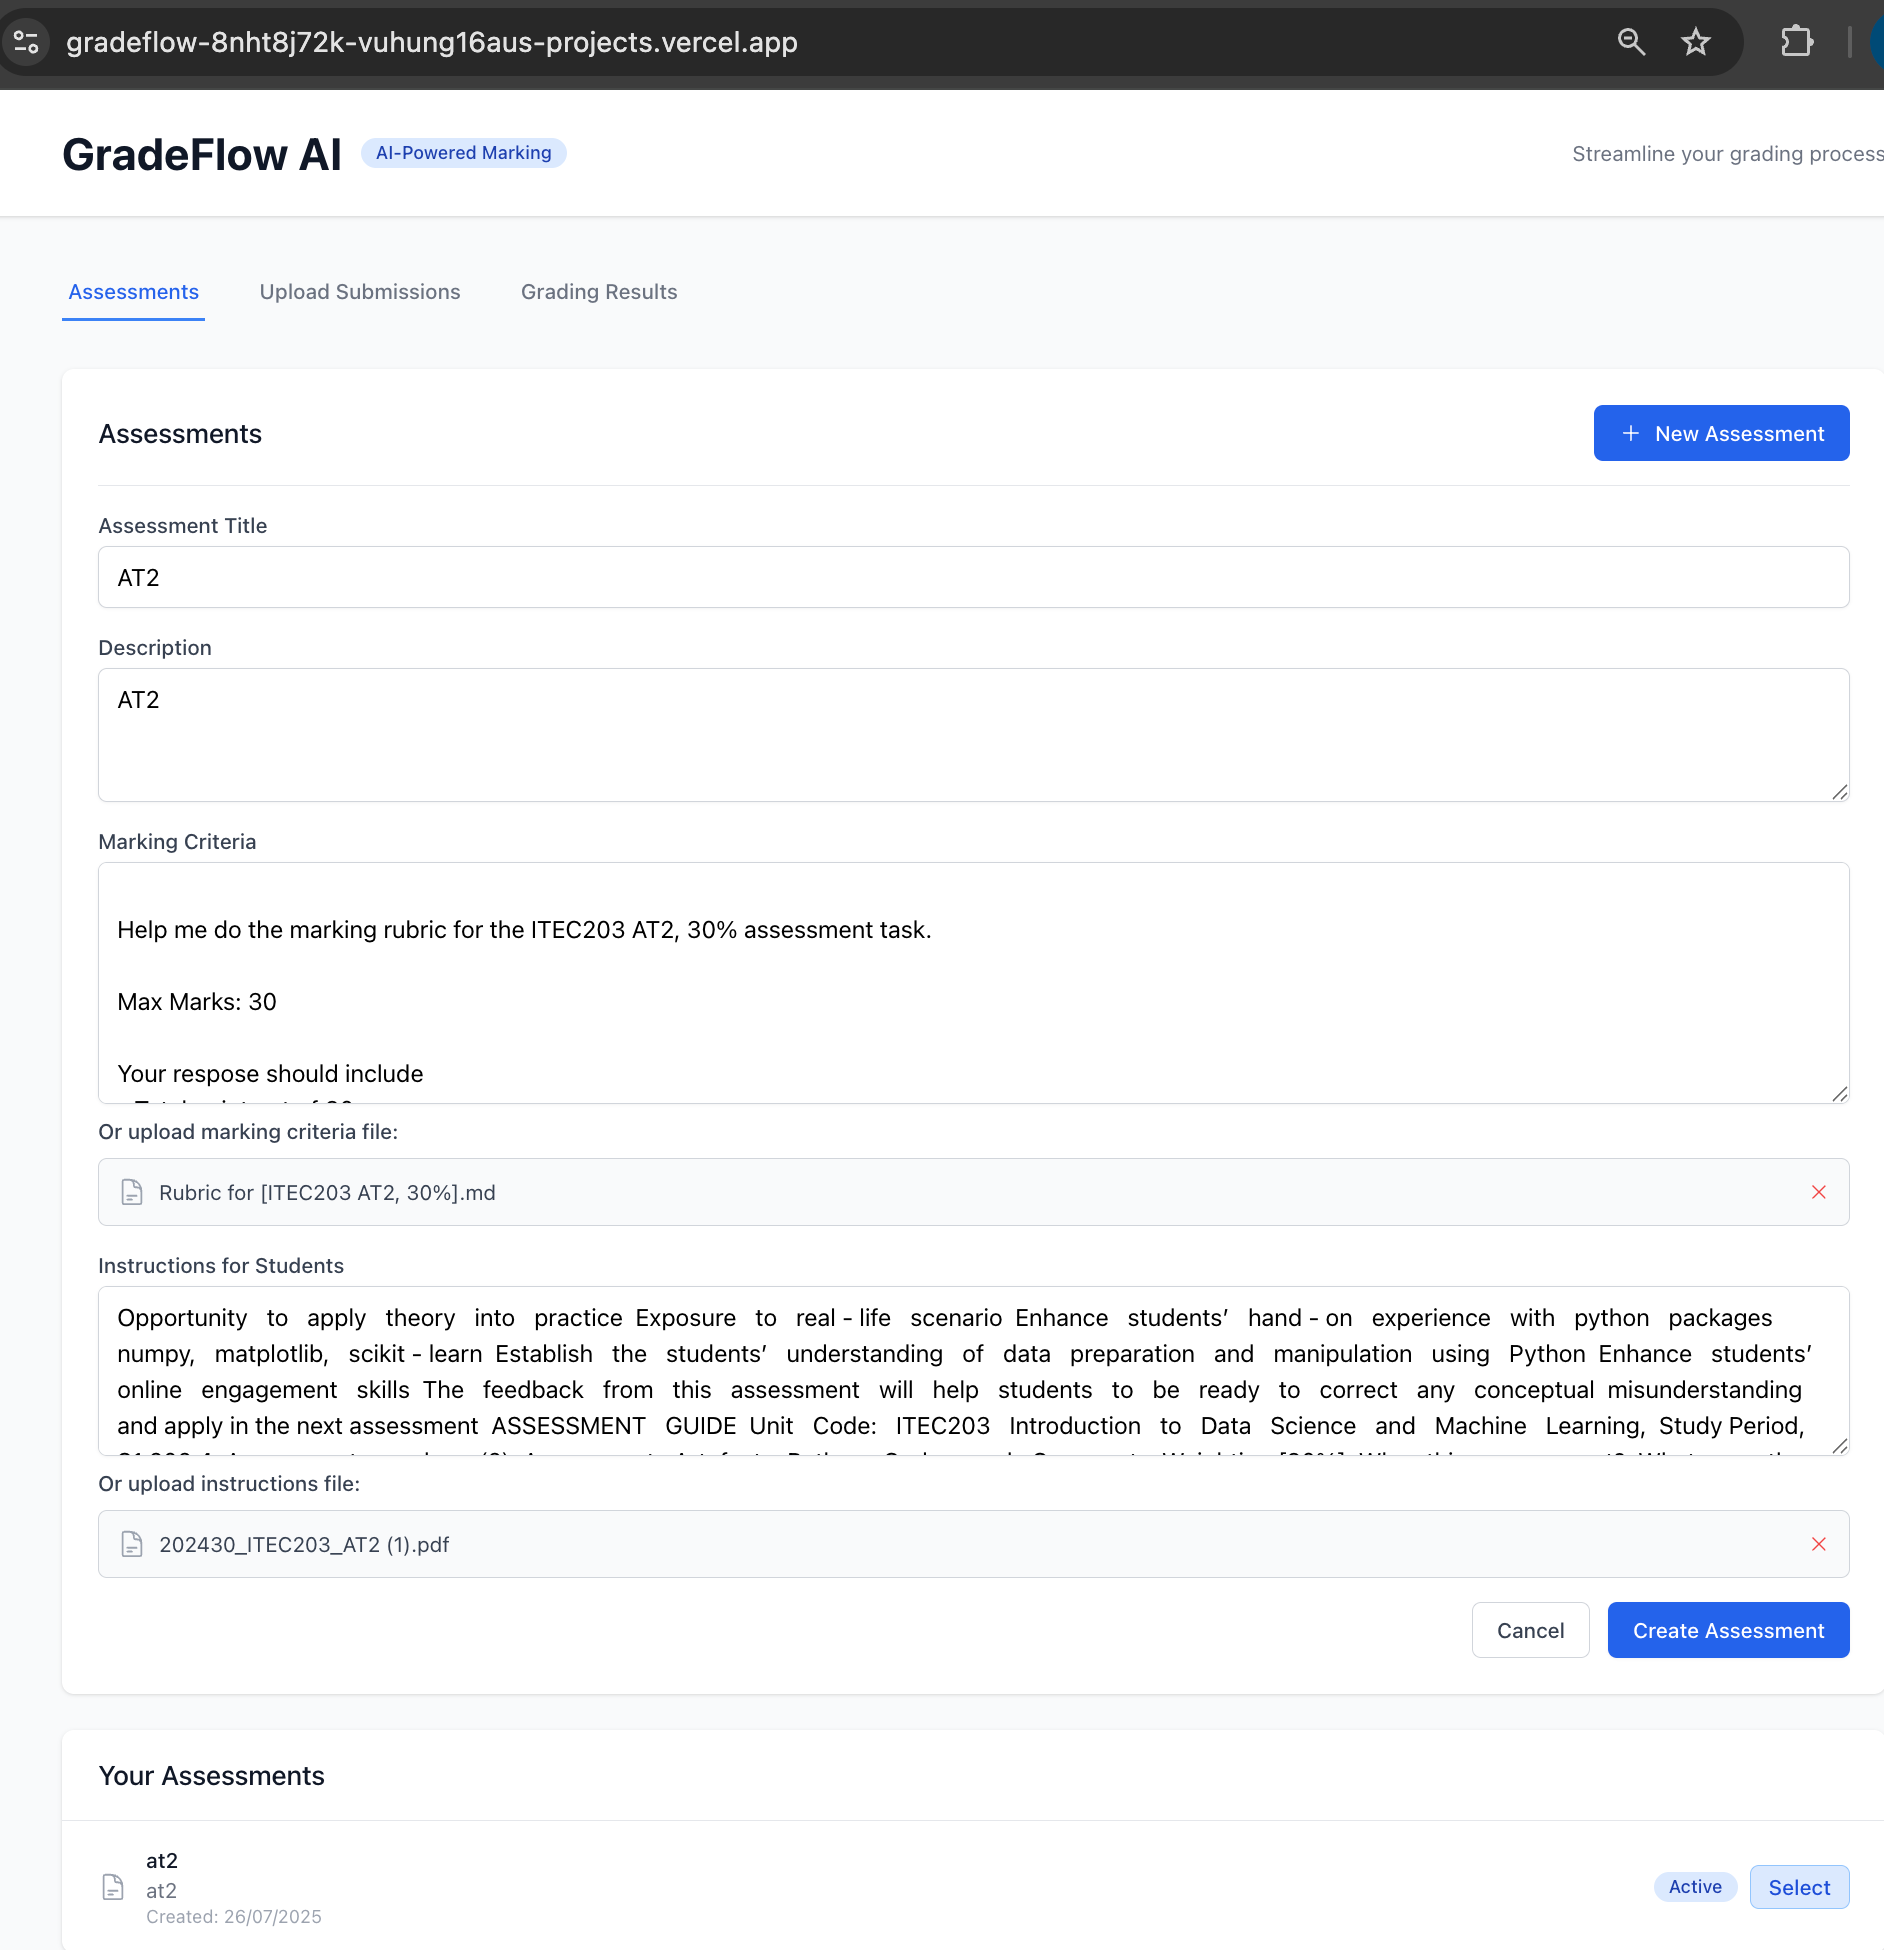 gradeflow-8nht8j72k-vuhung16aus-projects.vercel.app
GradeFlow AI
AI-Powered Marking
Streamline your grading process
Assessments
Upload Submissions
Grading Results
Assessments
+ New Assessment
Assessment Title
AT2
Description
AT2
Marking Criteria
Help me do the marking rubric for the ITEC203 AT2, 30% assessment task.
Max Marks: 30
Your respose should include
Or upload marking criteria file:
Rubric for [ITEC203 AT2, 30%].md
Instructions for Students
Opportunity to apply theory into practice Exposure to real - life scenario Enhance students’ hand - on experience with python packages
numpy, matplotlib, scikit - learn Establish the students’ understanding of data preparation and manipulation using Python Enhance students’
online engagement skills The feedback from this assessment will help students to be ready to correct any conceptual misunderstanding
and apply in the next assessment ASSESSMENT GUIDE Unit Code: ITEC203 Introduction to Data Science and Machine Learning, Study Period,
Or upload instructions file:
202430_ITEC203_AT2 (1).pdf
Cancel
Create Assessment
Your Assessments
at2
at2
Created: 26/07/2025
Active
Select